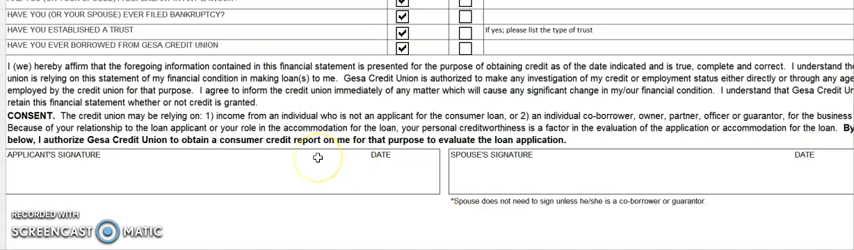 HAVE YOU (OR YOUR SPOUSE) EVER FILED BANKRUPTCY?
HAVE YOU ESTABLISHED A TRUST
If yes; please list the type of trust
HAVE YOU EVER BORROWED FROM GESA CREDIT UNION
I (we) hereby affirm that the foregoing information contained in this financial statement is presented for the purpose of obtaining credit as of the date indicated and is true, complete and correct. I understand the
union is relying on this statement of my financial condition in making loan(s) to me. Gesa Credit Union is authorized to make any investigation of my credit or employment status either directly or through any age
employed by the credit union for that purpose. I agree to inform the credit union immediately of any matter which will cause any significant change in my/our financial condition. I understand that Gesa Credit Un
retain this financial statement whether or not credit is granted.
CONSENT. The credit union may be relying on: 1) income from an individual who is not an applicant for the consumer loan, or 2) an individual co-borrower, owner, partner, officer or guarantor, for the business
Because of your relationship to the loan applicant or your role in the accommodation for the loan, your personal creditworthiness is a factor in the evaluation of the application or accommodation for the loan. By
below, I authorize Gesa Credit Union to obtain a consumer credit report on me for that purpose to evaluate the loan application.
APPLICANT'S SIGNATURE DATE SPOUSE'S SIGNATURE DATE
*Spouse does not need to sign unless he/she is a co-borrower or guarantor.
RECORDED WITH
SCREENCAST MATIC